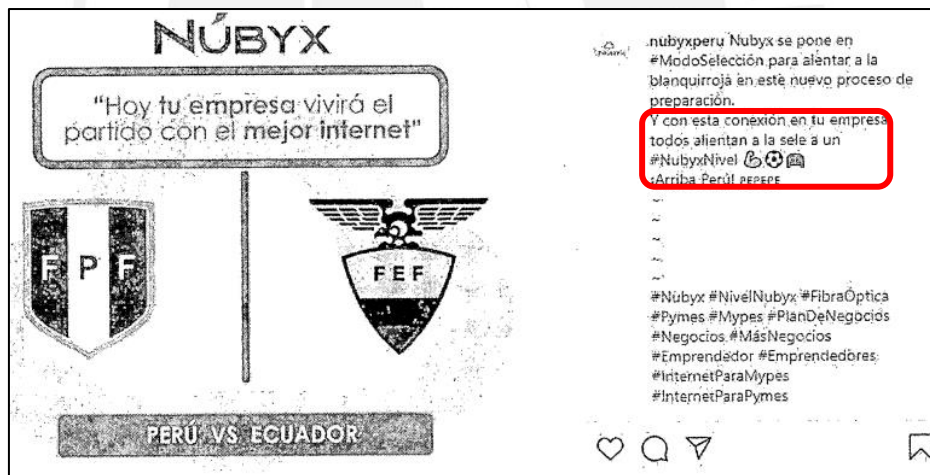 NÚBYX
"Hoy tu empresa vivirá el
partido con el mejor internet"
F P F
FEF
PERÚ VS ECUADOR
nubyxperu Nubyx se pone en
#ModoSelección para alentar a la
blanquirroja en este nuevo proceso de
preparación.
Y con esta conexión en tu empresa
todos alientan a la sele a un
#NubyxNivel
¡Arriba Perú! PEPEPE
~
~
~
~
~
#Nubyx #NivelNubyx #FibraÓptica
#Pymes #Mypes #PlanDeNegocios
#Negocios #MásNegocios
#Emprendedor #Emprendedores
#InternetParaMypes
#InternetParaPymes